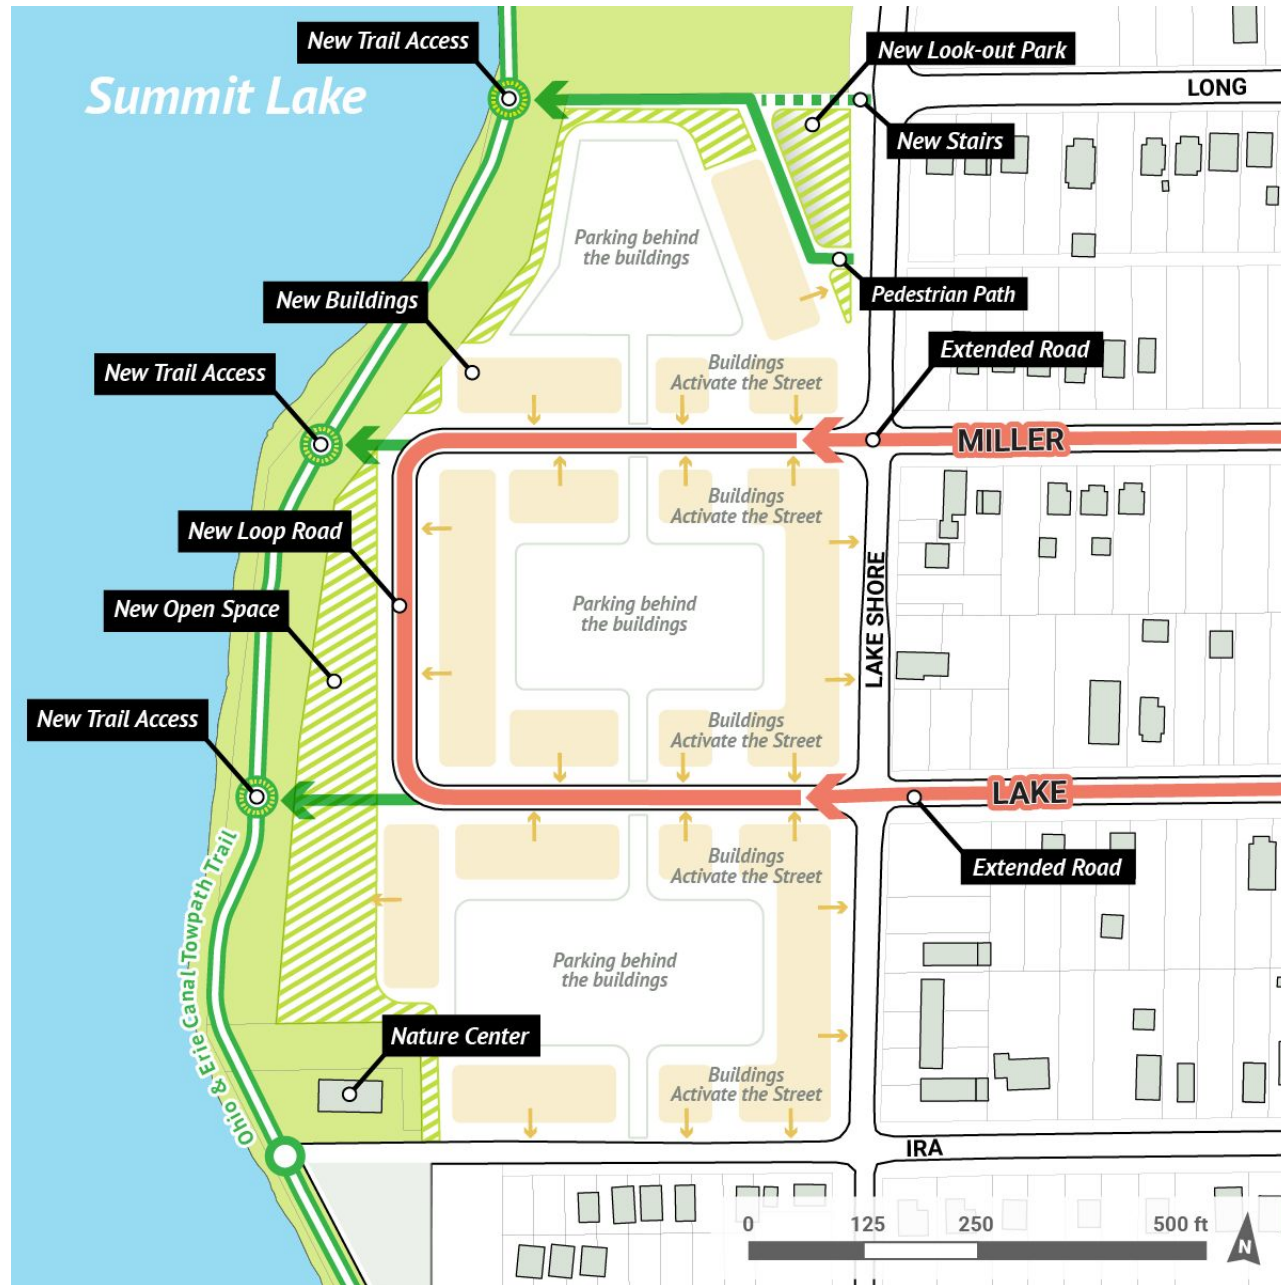 New Trail Access
New Look-out Park
Summit Lake
LONG
New Stairs
Parking behind
the buildings
New Buildings
Pedestrian Path
Extended Road
New Trail Access
Buildings
Activate the Street
MILLER
Buildings
Activate the Street
New Loop Road
LAKE SHORE
New Open Space
Parking behind
the buildings
New Trail Access
Buildings
Activate the Street
LAKE
Extended Road
Buildings
Activate the Street
Ohio & Erie Canal Towpath Trail
Parking behind
the buildings
Nature Center
Buildings
Activate the Street
IRA
0 125 250 500 ft
N